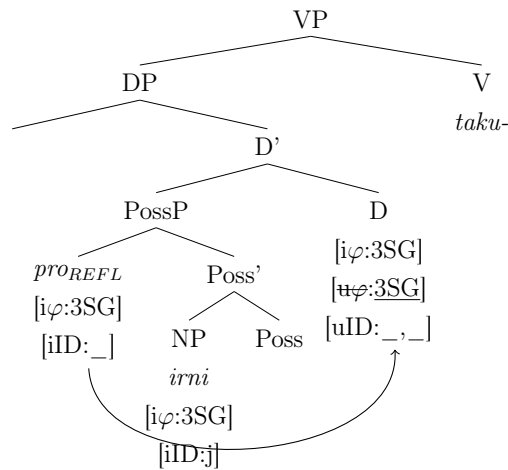 VP
DP V
taku-
D'
PossP D
pro_REFL Poss' [iφ:3SG]
[iφ:3SG] [uφ:3SG]
[iID:_] NP Poss [uID:_,_]
irni
[iφ:3SG]
[iID:j]